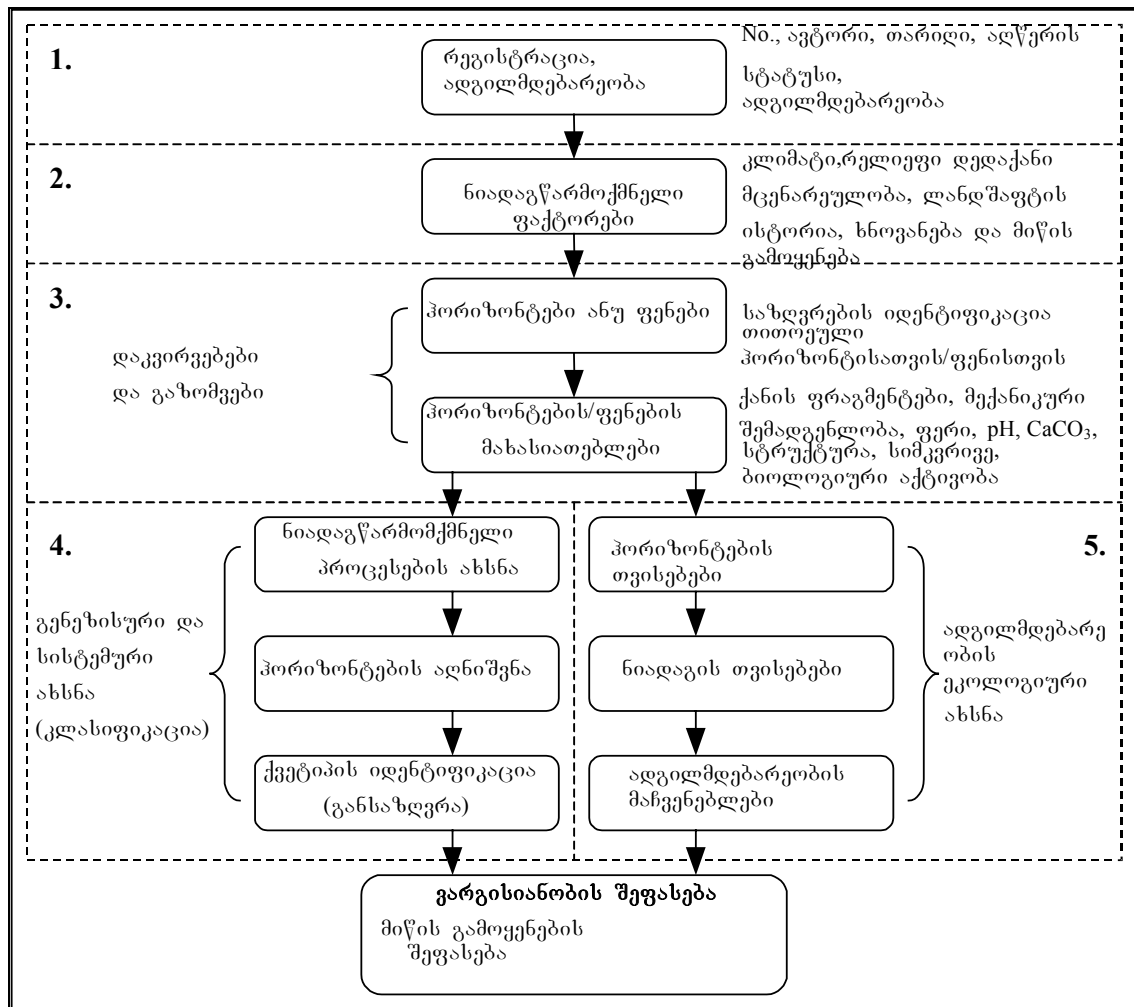 1.
რეგისტრაცია,
ადგილმდებარეობა
No., ავტორი, თარიღი, აღწერის
სტატუსი,
ადგილმდებარეობა
2.
ნიადაგწარმოქმნელი
ფაქტორები
კლიმატი,რელიეფი დედაქანი
მცენარეულობა, ლანდშაფტის
ისტორია, ხნოვანება და მიწის
გამოყენება
3.
დაკვირვებები
და გაზომვები
ჰორიზონტები ანუ ფენები
საზღვრების იდენტიფიკაცია
თითოეული
ჰორიზონტისათვის/ფენისთვის
ჰორიზონტების/ფენების
მახასიათებლები
ქანის ფრაგმენტები, მექანიკური
შემადგენლობა, ფერი, pH, CaCO₃,
სტრუქტურა, სიმკვრივე,
ბიოლოგიური აქტივობა
4.
გენეზისური და
სისტემური
ახსნა
(კლასიფიკაცია)
ნიადაგწარმომქმნელი
პროცესების ახსნა
ჰორიზონტების აღნიშვნა
ქვეტიპის იდენტიფიკაცია
(განსაზღვრა)
5.
ჰორიზონტების
თვისებები
ნიადაგის თვისებები
ადგილმდებარეობის
მაჩვენებლები
ადგილმდებარე
ობის
ეკოლოგიური
ახსნა
ვარგისიანობის შეფასება
მიწის გამოყენების
შეფასება